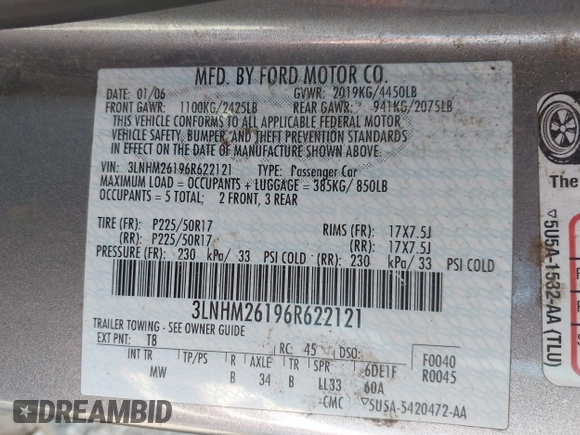 MFD. BY FORD MOTOR CO.
DATE: 01/06 GVWR: 2019KG/4450LB
FRONT GAWR: 1100KG/2425LB REAR GAWR: 941KG/2075LB
THIS VEHICLE CONFORMS TO ALL APPLICABLE FEDERAL MOTOR
VEHICLE SAFETY, BUMPER, AND THEFT PREVENTION STANDARDS
IN EFFECT ON THE DATE OF MANUFACTURE SHOWN ABOVE.
VIN: 3LNHM26196R622121 TYPE: Passenger Car
MAXIMUM LOAD = OCCUPANTS + LUGGAGE = 385KG/ 850LB
OCCUPANTS = 5 TOTAL; 2 FRONT, 3 REAR
TIRE (FR): P225/50R17 RIMS (FR): 17X7.5J
(RR): P225/50R17 (RR): 17X7.5J
PRESSURE (FR): 230 kPa/ 33 PSI COLD (RR): 230 kPa/ 33 PSI COLD
3LNHM26196R622121
TRAILER TOWING - SEE OWNER GUIDE
EXT PNT: T8 RC: 45 DSO: F0040
INT TR TP/PS R AXLE TR SPR 6DE1F R0045
MW B 34 B LL33 60A
CMC ▽5U5A-5420472-AA
The
▽5U5A-1532-AA (TLU)
DREAMBID